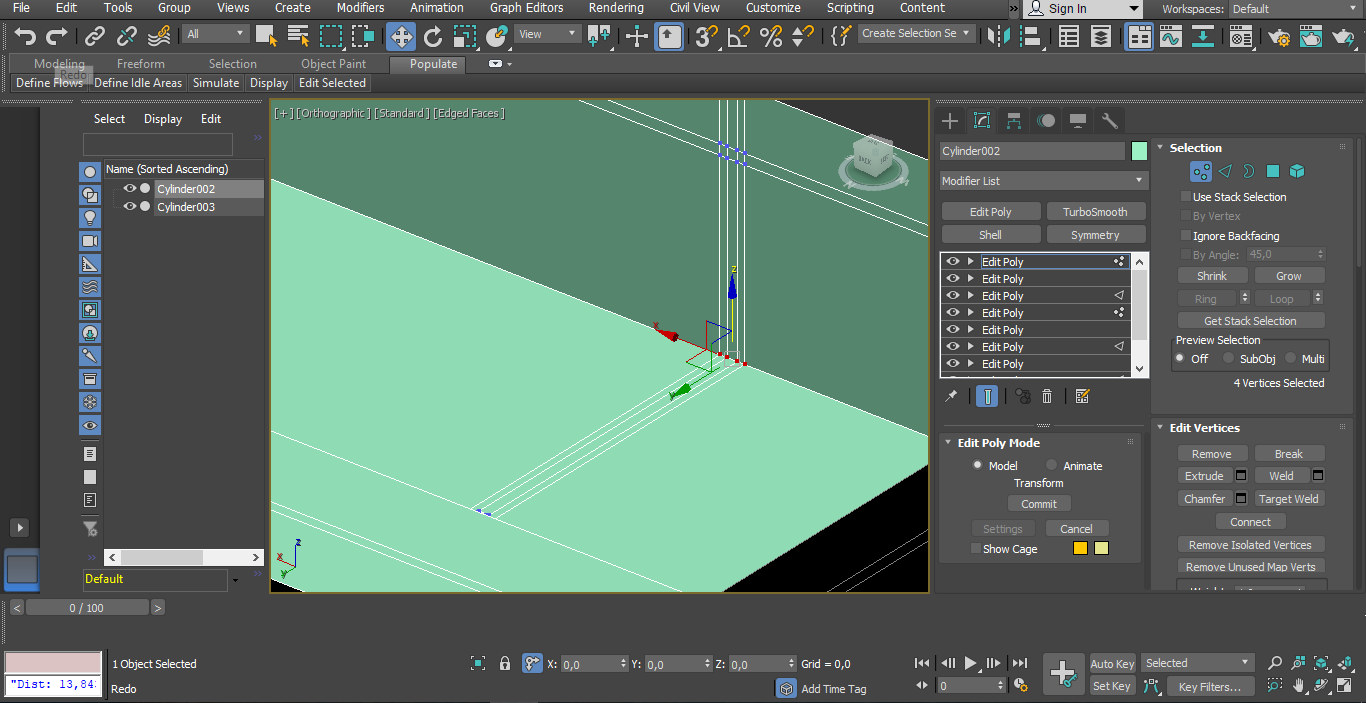 File Edit Tools Group Views Create Modifiers Animation Graph Editors Rendering Civil View Customize Scripting Content » Sign In Workspaces: Default
All View Create Selection Se
Modeling Freeform Selection Object Paint Populate
Redo
Define Flows Define Idle Areas Simulate Display Edit Selected
Select Display Edit
Name (Sorted Ascending)
Cylinder002
Cylinder003
Default
[+] [Orthographic] [Standard] [Edged Faces]
x
y
z
x
y
z
Cylinder002
Modifier List
Edit Poly TurboSmooth
Shell Symmetry
Edit Poly
Edit Poly
Edit Poly
Edit Poly
Edit Poly
Edit Poly
Edit Poly
Edit Poly Mode
Model Animate
Transform
Commit
Settings Cancel
Show Cage
Selection
Use Stack Selection
By Vertex
Ignore Backfacing
By Angle: 45,0
Shrink Grow
Ring Loop
Get Stack Selection
Preview Selection
Off SubObj Multi
4 Vertices Selected
Edit Vertices
Remove Break
Extrude Weld
Chamfer Target Weld
Connect
Remove Isolated Vertices
Remove Unused Map Verts
< 0 / 100 >
1 Object Selected
X: 0,0 Y: 0,0 Z: 0,0 Grid = 0,0
Auto Key Selected
"Dist: 13,84
Redo
Add Time Tag
0
Set Key Key Filters...